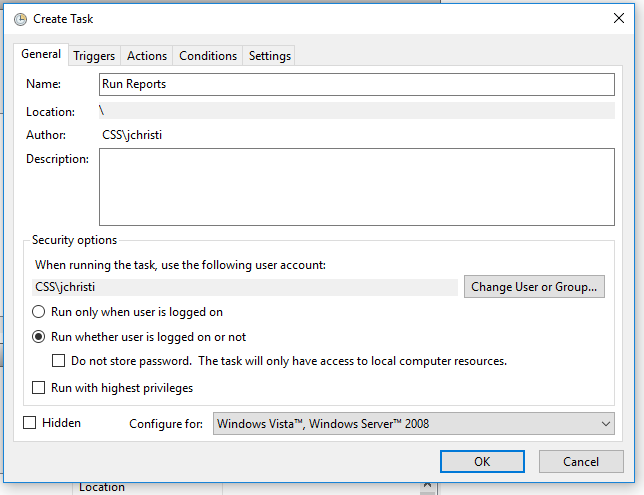 Create Task
General Triggers Actions Conditions Settings
Name: Run Reports
Location: \
Author: CSS\jchristi
Description:
Security options
When running the task, use the following user account:
CSS\jchristi Change User or Group...
Run only when user is logged on
Run whether user is logged on or not
Do not store password. The task will only have access to local computer resources.
Run with highest privileges
Hidden Configure for: Windows Vista™, Windows Server™ 2008
OK Cancel
Location